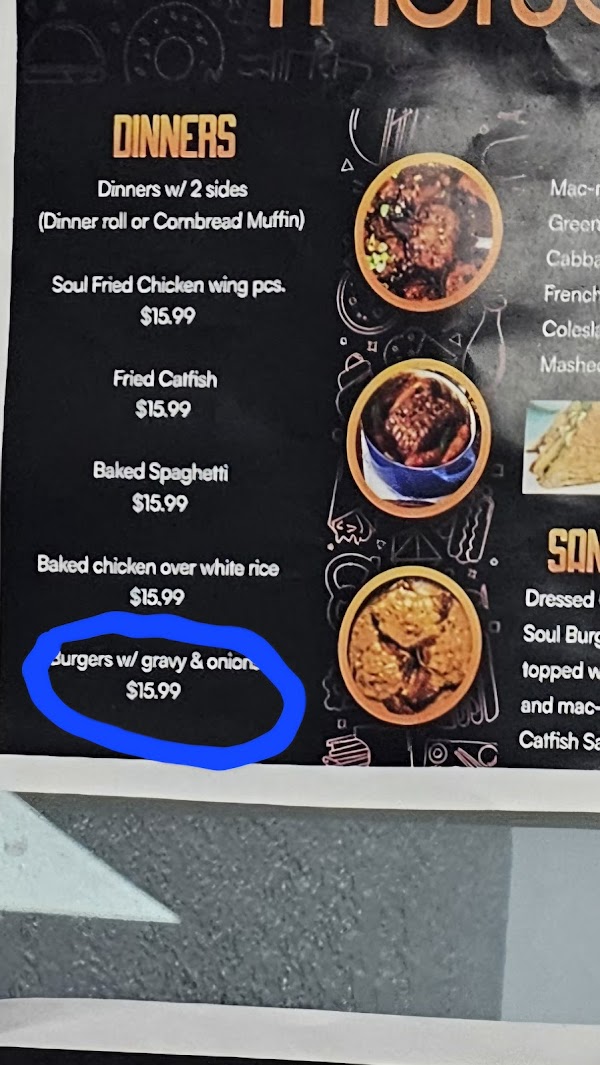 DINNERS
Dinners w/ 2 sides
(Dinner roll or Cornbread Muffin)
Soul Fried Chicken wing pcs.
$15.99
Fried Catfish
$15.99
Baked Spaghetti
$15.99
Baked chicken over white rice
$15.99
Burgers w/ gravy & onions
$15.99
Mac-
Green
Cabba
French
Colesla
Mashed
SAN
Dressed
Soul Burg
topped w
and mac-
Catfish Sa